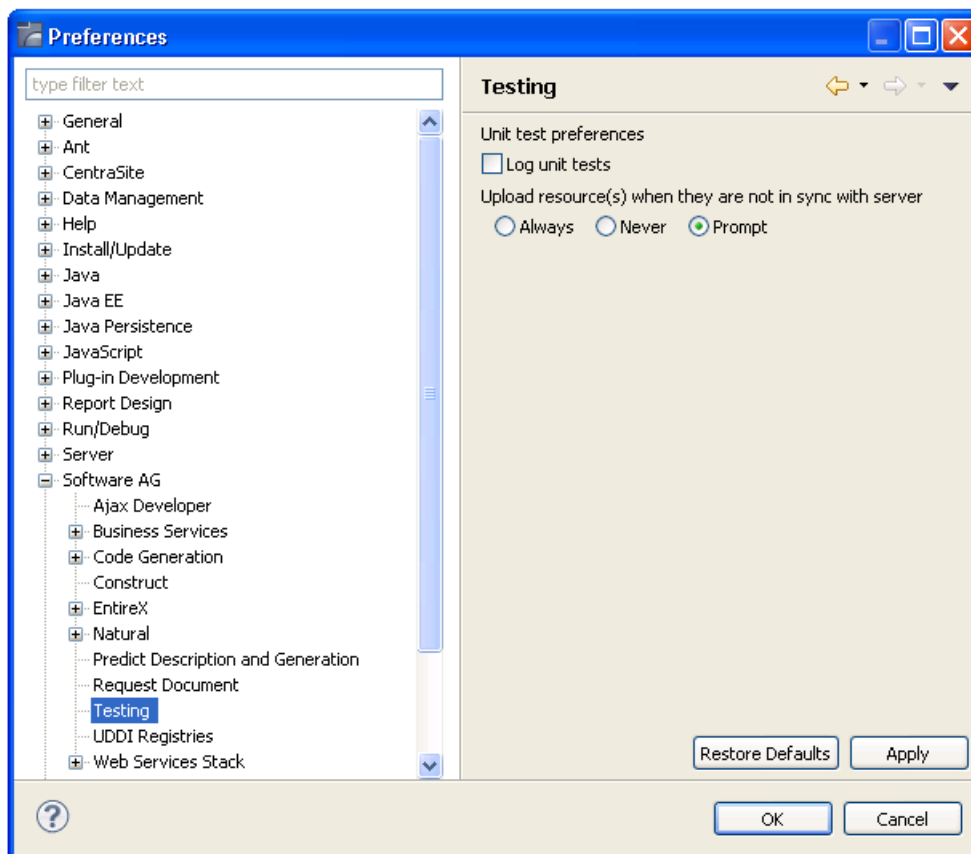 Preferences
type filter text
General
Ant
CentraSite
Data Management
Help
Install/Update
Java
Java EE
Java Persistence
JavaScript
Plug-in Development
Report Design
Run/Debug
Server
Software AG
Ajax Developer
Business Services
Code Generation
Construct
EntireX
Natural
Predict Description and Generation
Request Document
Testing
UDDI Registries
Web Services Stack
Testing
Unit test preferences
Log unit tests
Upload resource(s) when they are not in sync with server
Always Never Prompt
Restore Defaults Apply
? OK Cancel